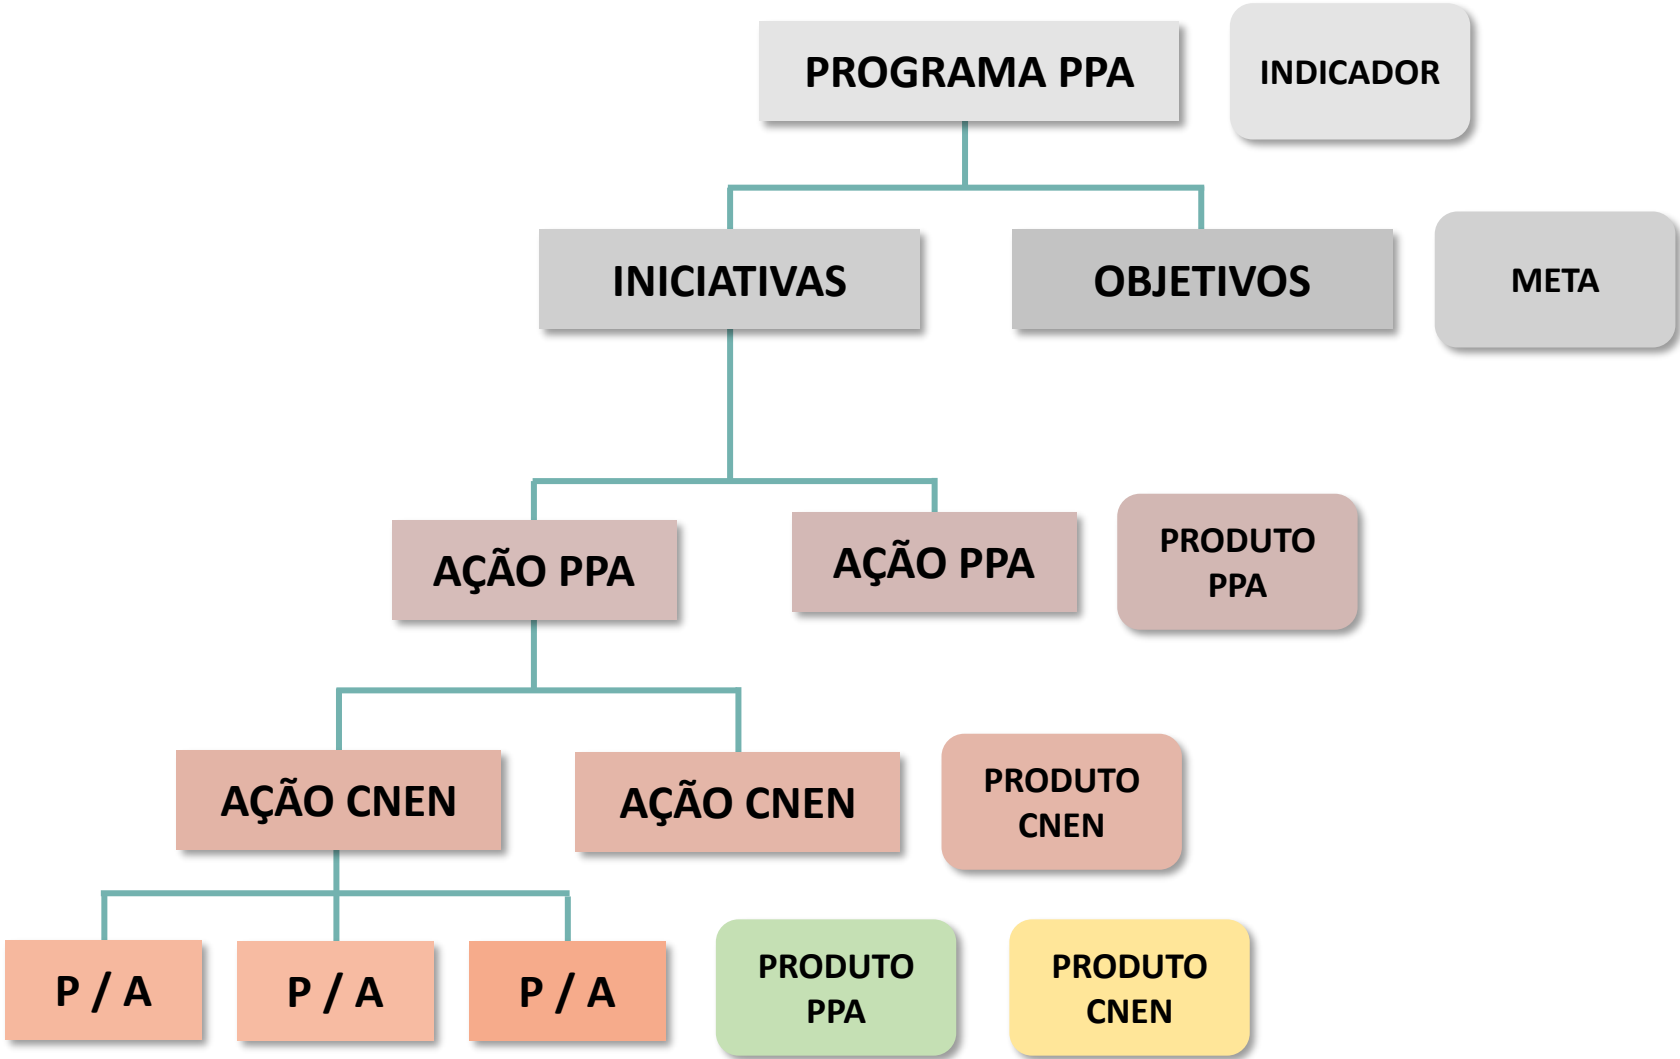 PROGRAMA PPA
INDICADOR
INICIATIVAS
OBJETIVOS
META
AÇÃO PPA
AÇÃO PPA
PRODUTO
PPA
AÇÃO CNEN
AÇÃO CNEN
PRODUTO
CNEN
P / A
P / A
P / A
PRODUTO
PPA
PRODUTO
CNEN